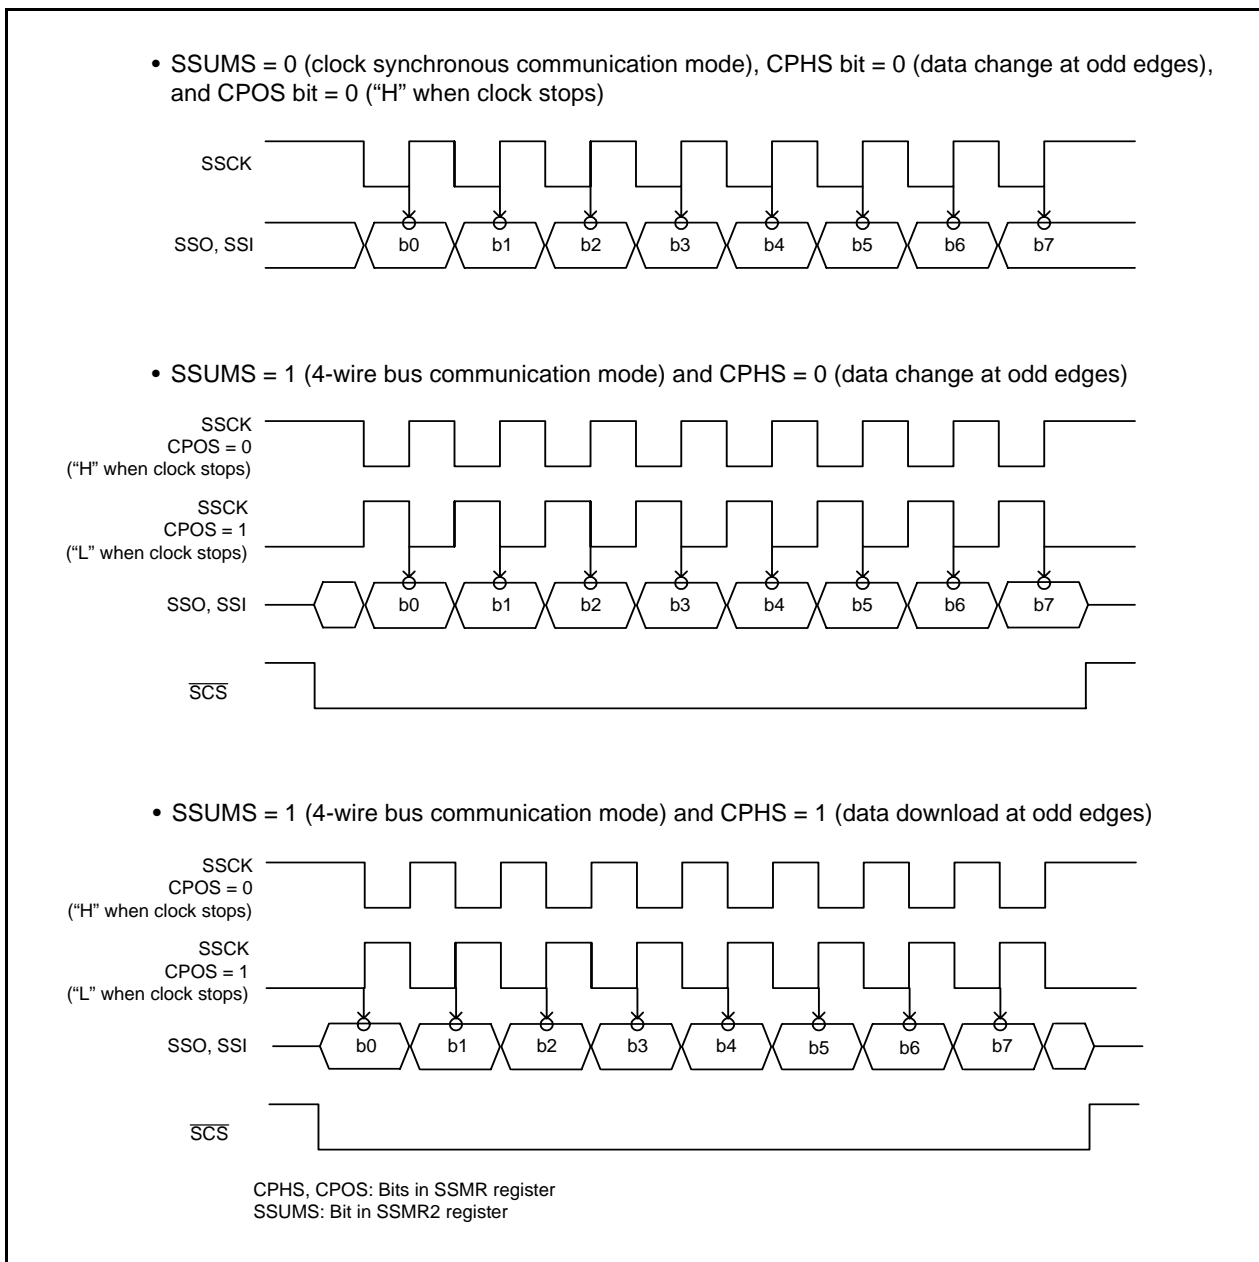 • SSUMS = 0 (clock synchronous communication mode), CPHS bit = 0 (data change at odd edges),
and CPOS bit = 0 (“H” when clock stops)
SSCK
SSO, SSI
b0 b1 b2 b3 b4 b5 b6 b7
• SSUMS = 1 (4-wire bus communication mode) and CPHS = 0 (data change at odd edges)
SSCK
CPOS = 0
(“H” when clock stops)
SSCK
CPOS = 1
(“L” when clock stops)
SSO, SSI
b0 b1 b2 b3 b4 b5 b6 b7
SCS
• SSUMS = 1 (4-wire bus communication mode) and CPHS = 1 (data download at odd edges)
SSCK
CPOS = 0
(“H” when clock stops)
SSCK
CPOS = 1
(“L” when clock stops)
SSO, SSI
b0 b1 b2 b3 b4 b5 b6 b7
SCS
CPHS, CPOS: Bits in SSMR register
SSUMS: Bit in SSMR2 register